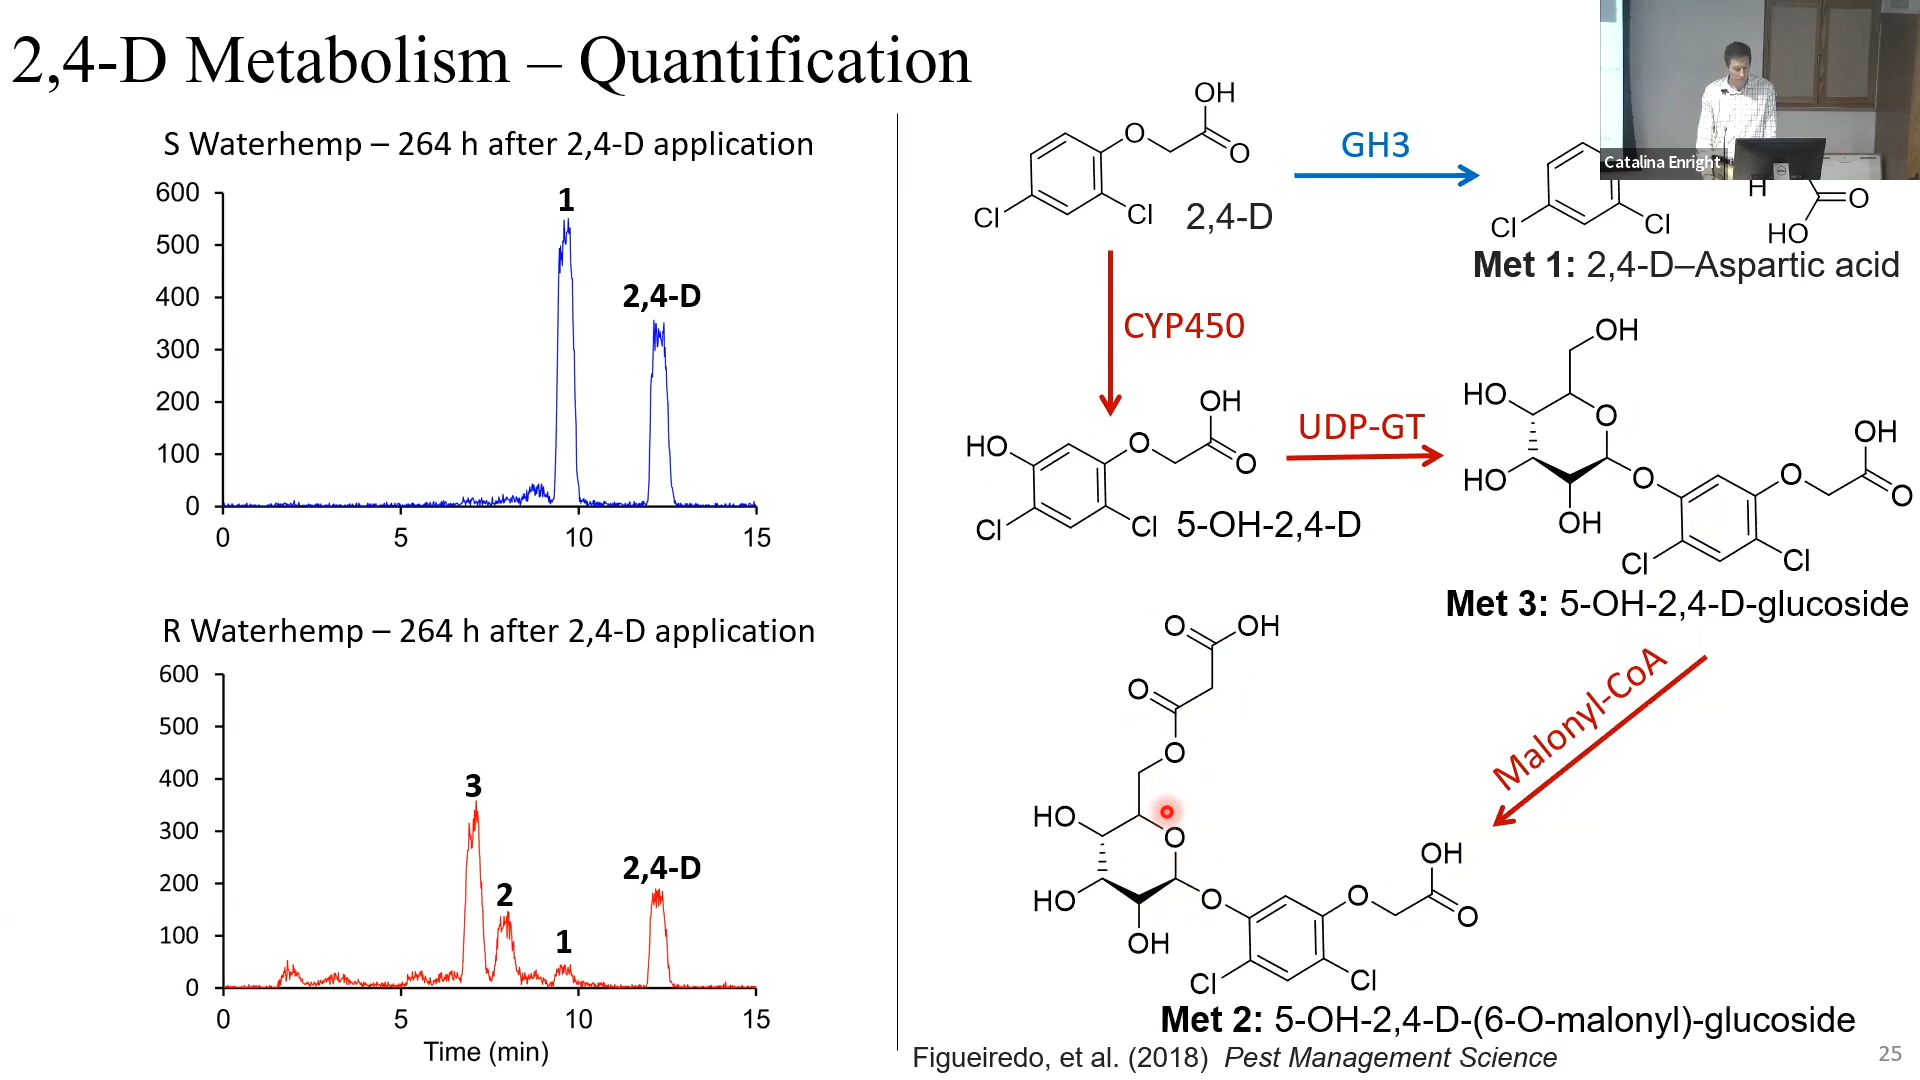 2,4-D Metabolism – Quantification
S Waterhemp – 264 h after 2,4-D application
600
500
400
300
200
100
0
1
2,4-D
0 5 10 15
R Waterhemp – 264 h after 2,4-D application
600
500
400
300
200
100
0
3
2
1
2,4-D
0 5 10 15
Time (min)
OH
O
O
Cl
Cl
2,4-D
GH3
Catalina Enright
H
O
HO
Cl
Cl
Met 1: 2,4-D–Aspartic acid
CYP450
HO
O
OH
O
Cl
Cl
5-OH-2,4-D
UDP-GT
OH
HO
O
HO
OH
O
O
OH
O
Cl
Cl
Met 3: 5-OH-2,4-D-glucoside
Malonyl-CoA
O
OH
O
O
HO
O
HO
OH
O
O
OH
O
Cl
Cl
Met 2: 5-OH-2,4-D-(6-O-malonyl)-glucoside
Figueiredo, et al. (2018) Pest Management Science
25